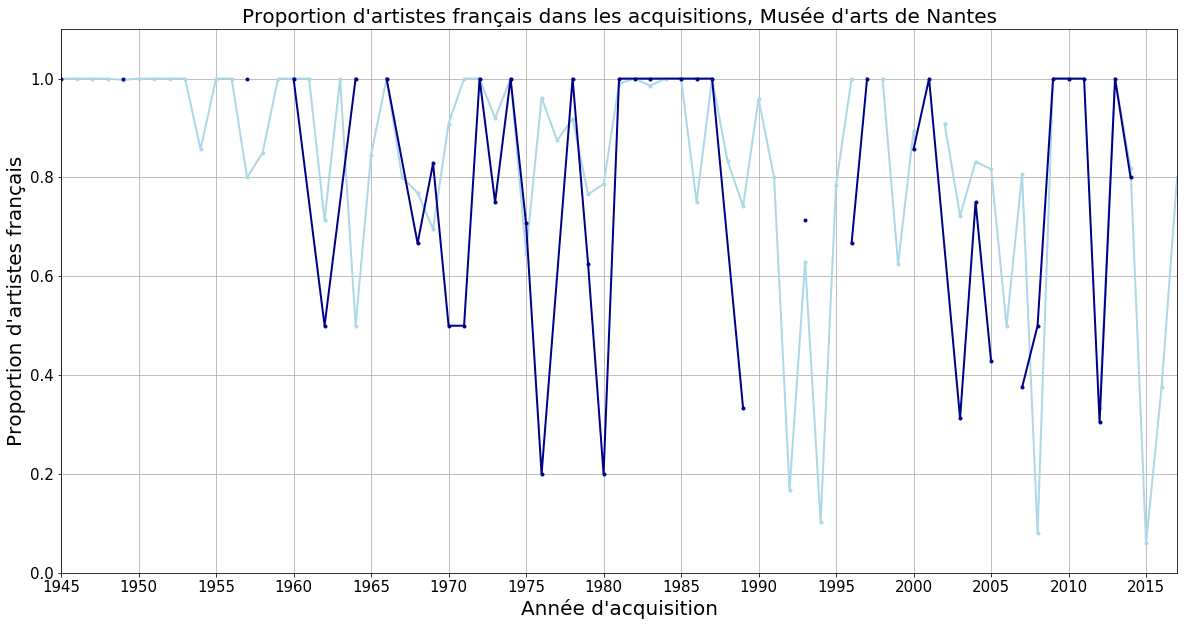 Proportion d'artistes français dans les acquisitions, Musée d'arts de Nantes
Proportion d'artistes français
1.0
0.8
0.6
0.4
0.2
0.0
1945 1950 1955 1960 1965 1970 1975 1980 1985 1990 1995 2000 2005 2010 2015
Année d'acquisition